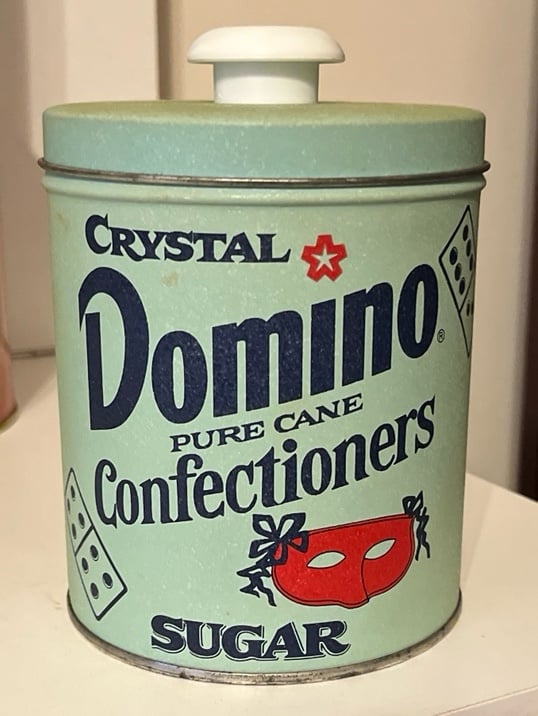 CRYSTAL
Domino®
PURE CANE
Confectioners
SUGAR